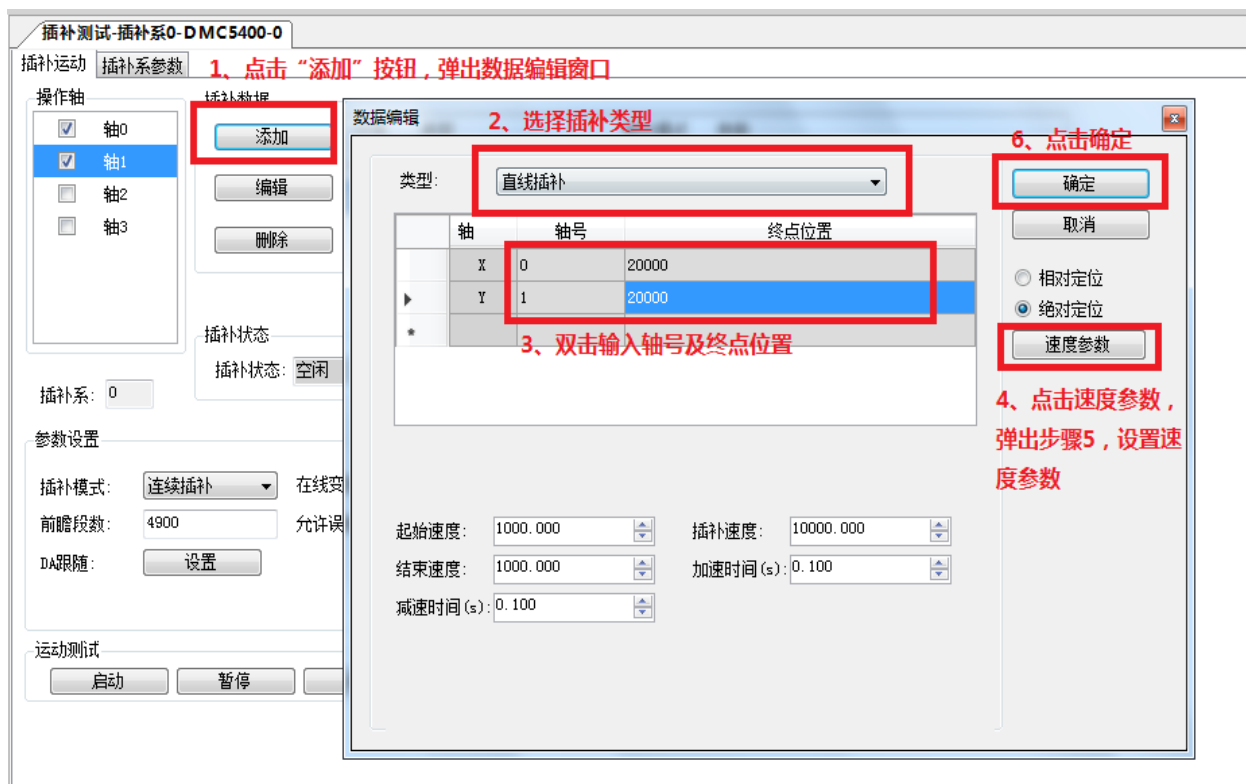 插补测试-插补系0-DMC5400-0
插补运动 插补系参数
1、点击“添加”按钮，弹出数据编辑窗口
操作轴
轴0
轴1
轴2
轴3
插补数据
添加
编辑
删除
插补状态
插补状态: 空闲
插补系: 0
参数设置
插补模式: 连续插补 在线变
前瞻段数: 4900 允许误
DA跟随: 设置
运动测试
启动 暂停
数据编辑
2、选择插补类型
6、点击确定
类型: 直线插补
确定
取消
轴 轴号 终点位置
X 0 20000
Y 1 20000
*
3、双击输入轴号及终点位置
相对定位
绝对定位
速度参数
4、点击速度参数，
弹出步骤5，设置速
度参数
起始速度: 1000.000 插补速度: 10000.000
结束速度: 1000.000 加速时间(s): 0.100
减速时间(s): 0.100